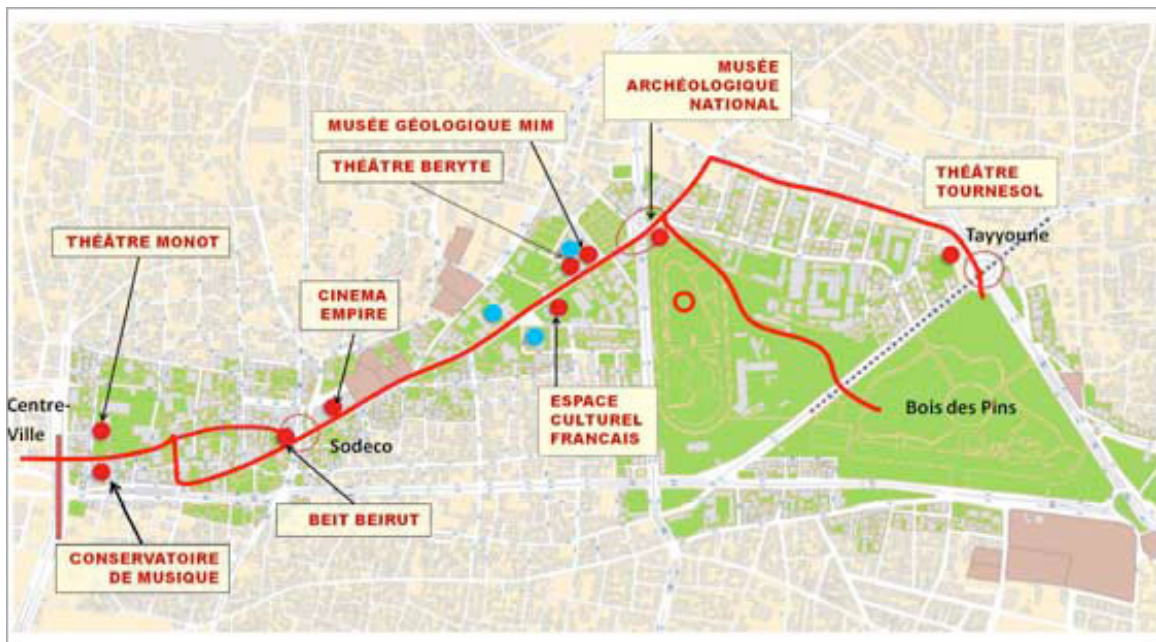 MUSÉE
ARCHÉOLOGIQUE
NATIONAL
MUSÉE GÉOLOGIQUE MIM
THÉÂTRE BERYTE
THÉÂTRE
TOURNESOL
THÉÂTRE MONOT
Tayyoune
CINEMA
EMPIRE
ESPACE
CULTUREL
FRANCAIS
Centre-
Ville
Bois des Pins
Sodeco
BEIT BEIRUT
CONSERVATOIRE
DE MUSIQUE